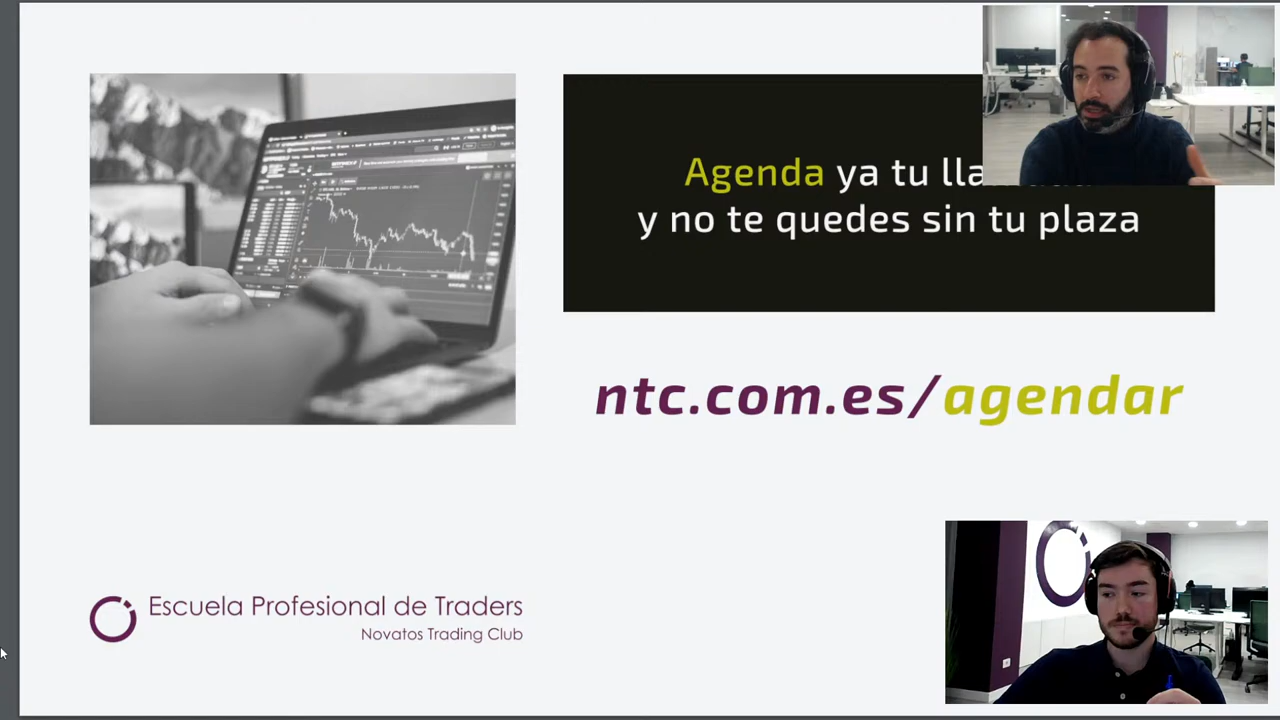 Agenda ya tu
y no te quedes sin tu plaza
ntc.com.es/agendar
Escuela Profesional de Traders
Novatos Trading Club